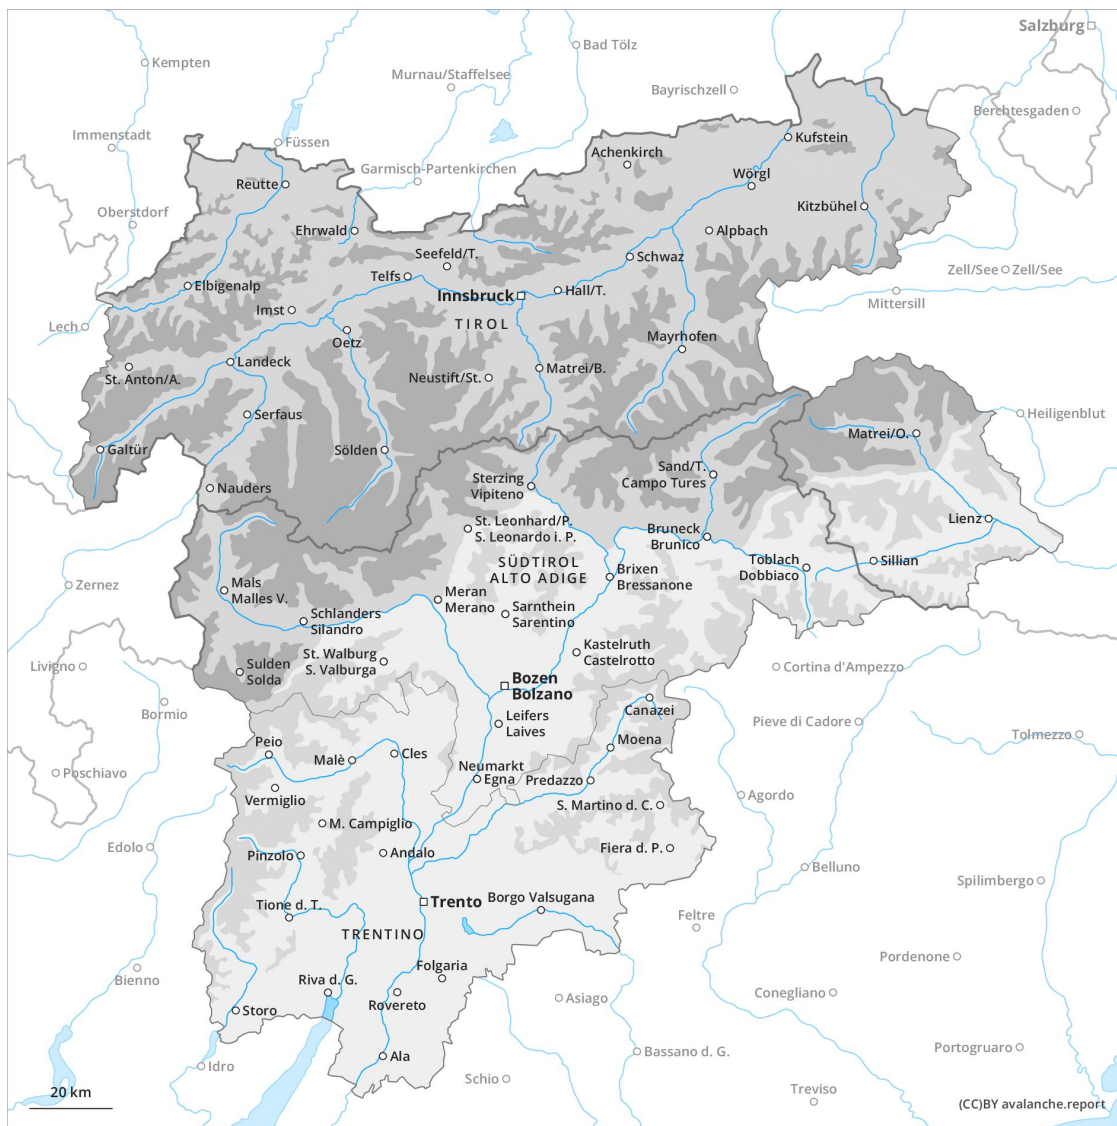 Salzburg
Bad Tölz
Kempten
Murnau/Staffelsee
Bayrischzell
Berchtesgaden
Immenstadt
Füssen
Kufstein
Achenkirch
Garmisch-Partenkirchen
Wörgl
Reutte
Kitzbühel
Oberstdorf
Ehrwald
Alpbach
Seefeld/T.
Schwaz
Telfs
Zell/See
Zell/See
Elbigenalp
Innsbruck
Hall/T.
Mittersill
Imst
TIROL
Lech
Oetz
Mayrhofen
Landeck
Matrei/B.
St. Anton/A.
Neustift/St.
Serfaus
Heiligenblut
Matrei/O.
Galtür
Sölden
Sand/T.
Campo Tures
Sterzing
Vipiteno
Nauders
Lienz
St. Leonhard/P.
S. Leonardo i. P.
Bruneck
Brunico
SÜDTIROL
ALTO ADIGE
Toblach
Dobbiaco
Sillian
Brixen
Bressanone
Zernez
Mals
Malles V.
Meran
Merano
Schlanders
Silandro
Sarnthein
Sarentino
St. Walburg
S. Valburga
Kastelruth
Castelrotto
Livigno
Sulden
Solda
Cortina d'Ampezzo
Bozen
Bolzano
Bormio
Canazei
Leifers
Laives
Pieve di Cadore
Tolmezzo
Peio
Moena
Malè
Cles
Poschiavo
Neumarkt
Egna
Predazzo
Vermiglio
S. Martino d. C.
Agordo
M. Campiglio
Edolo
Pinzolo
Andalo
Fiera d. P.
Belluno
Spilimbergo
Tione d. T.
Trento
Borgo Valsugana
Feltre
TRENTINO
Pordenone
Bienno
Folgaria
Riva d. G.
Rovereto
Asiago
Conegliano
Storo
Ala
Bassano d. G.
Portogruaro
Idro
Schio
Treviso
20 km
(CC)BY avalanche.report